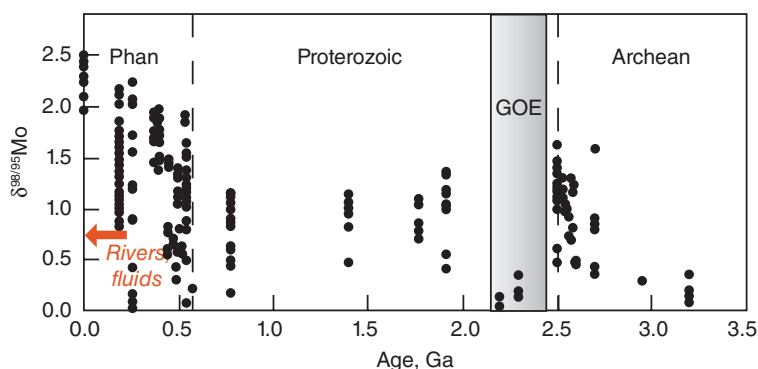 Phan
Proterozoic
Archean
GOE
2.5
2.0
1.5
1.0
0.5
0.0
δ98/95Mo
Rivers,
fluids
0.0
0.5
1.0
1.5
2.0
2.5
3.0
3.5
Age, Ga